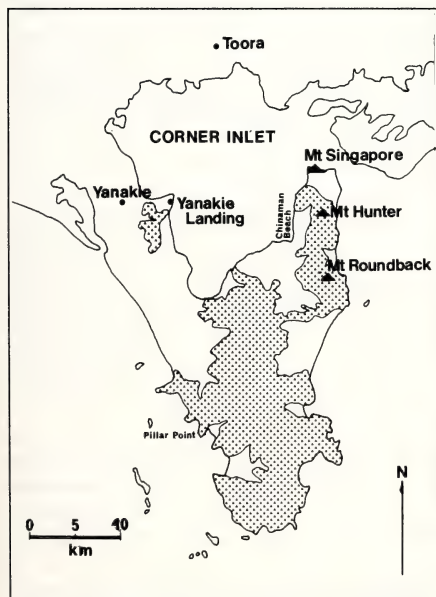 Toora
CORNER INLET
Mt Singapore
Yanakie
Yanakie
Landing
Chinaman
Beach
Mt Hunter
Mt Roundback
Pillar Point
N
0 5 40
km